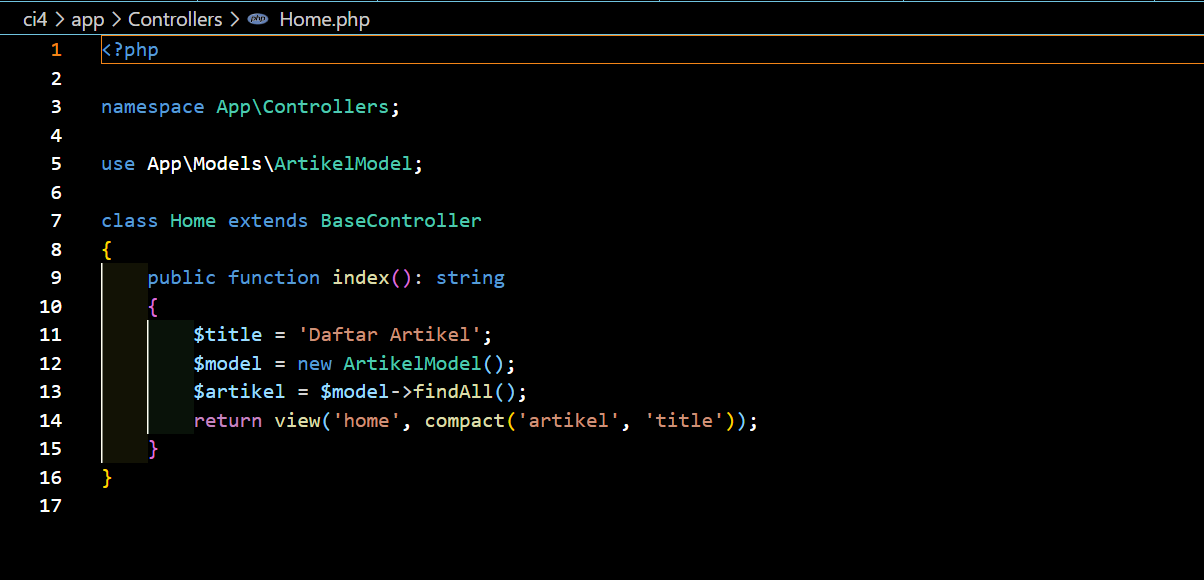 ci4 > app > Controllers > php Home.php
1 <?php
2
3 namespace App\Controllers;
4
5 use App\Models\ArtikelModel;
6
7 class Home extends BaseController
8 {
9 public function index(): string
10 {
11 $title = 'Daftar Artikel';
12 $model = new ArtikelModel();
13 $artikel = $model->findAll();
14 return view('home', compact('artikel', 'title'));
15 }
16 }
17